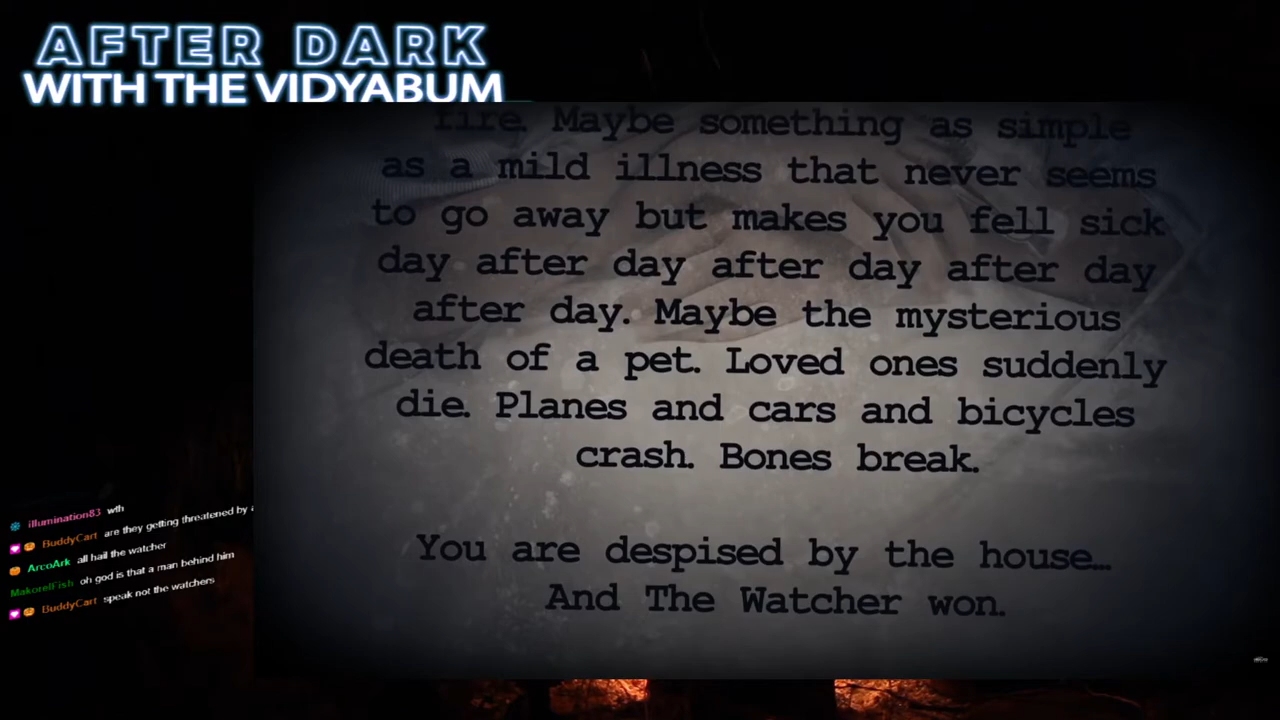 AFTER DARK
WITH THE VIDYABUM
fire. Maybe something as simple
as a mild illness that never seems
to go away but makes you fell sick
day after day after day after day
after day. Maybe the mysterious
death of a pet. Loved ones suddenly
die. Planes and cars and bicycles
crash. Bones break.
You are despised by the house…
And The Watcher won.
illumination83 wth
BuddyCart are they getting threatened by
ArcoArk all hail the watcher
MakorelFish oh god is that a man behind him
BuddyCart speak not the watchers